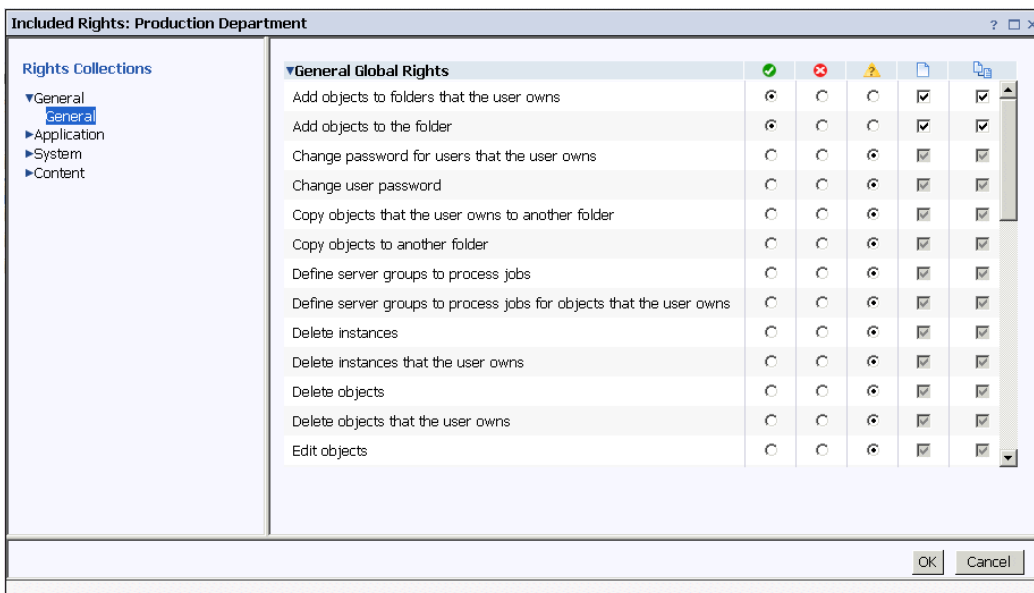 Included Rights: Production Department
?
Rights Collections
General
General
Application
System
Content
General Global Rights
Add objects to folders that the user owns
Add objects to the folder
Change password for users that the user owns
Change user password
Copy objects that the user owns to another folder
Copy objects to another folder
Define server groups to process jobs
Define server groups to process jobs for objects that the user owns
Delete instances
Delete instances that the user owns
Delete objects
Delete objects that the user owns
Edit objects
OK Cancel